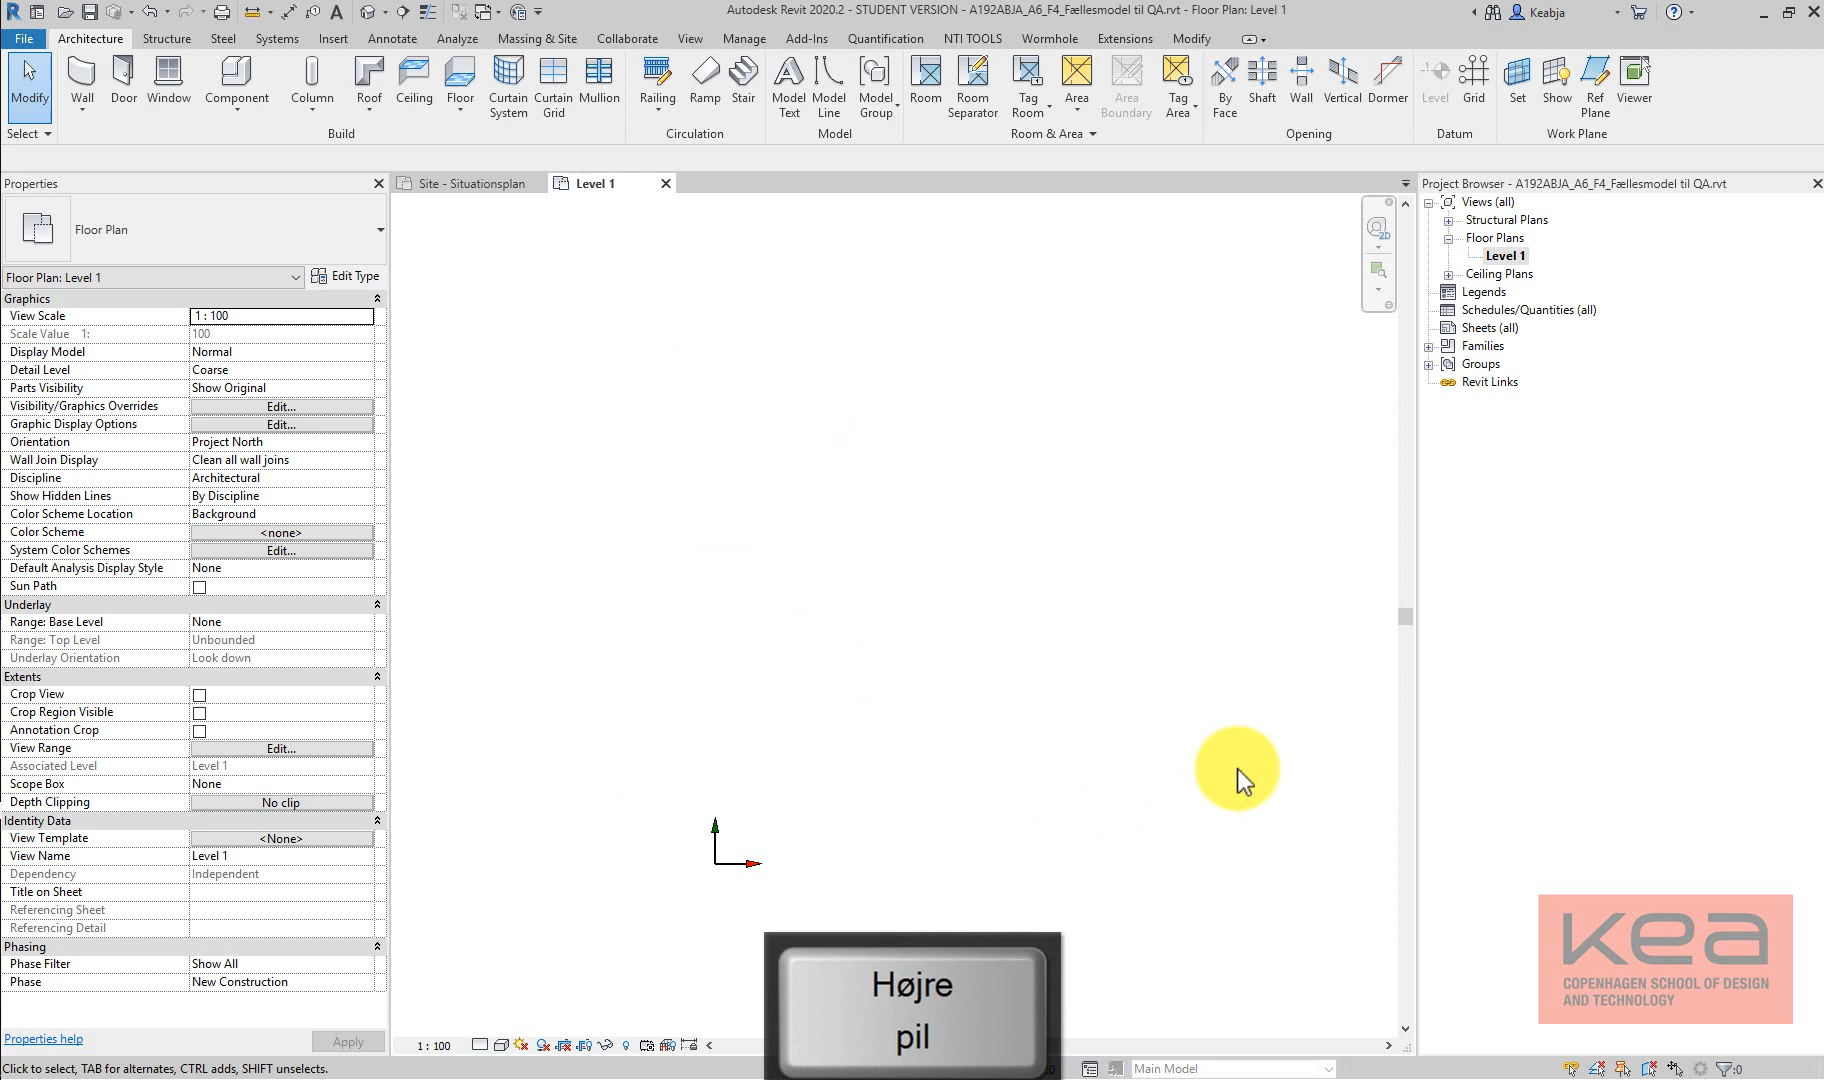 Autodesk Revit 2020.2 - STUDENT VERSION - A192ABJA_A6_F4_Fællesmodel til QA.rvt - Floor Plan: Level 1
Keabja
File Architecture Structure Steel Systems Insert Annotate Analyze Massing & Site Collaborate View Manage Add-Ins Quantification NTI TOOLS Wormhole Extensions Modify
Modify Wall Door Window Component Column Roof Ceiling Floor Curtain System Curtain Grid Mullion Railing Ramp Stair Model Text Model Line Model Group Room Room Separator Tag Room Area Area Boundary Tag Area By Face Shaft Wall Vertical Dormer Level Grid Set Show Ref Plane Viewer
Select Build Circulation Model Room & Area Opening Datum Work Plane
Properties
Floor Plan
Floor Plan: Level 1 Edit Type
Graphics
View Scale 1 : 100
Scale Value 1: 100
Display Model Normal
Detail Level Coarse
Parts Visibility Show Original
Visibility/Graphics Overrides Edit...
Graphic Display Options Edit...
Orientation Project North
Wall Join Display Clean all wall joins
Discipline Architectural
Show Hidden Lines By Discipline
Color Scheme Location Background
Color Scheme <none>
System Color Schemes Edit...
Default Analysis Display Style None
Sun Path
Underlay
Range: Base Level None
Range: Top Level Unbounded
Underlay Orientation Look down
Extents
Crop View
Crop Region Visible
Annotation Crop
View Range Edit...
Associated Level Level 1
Scope Box None
Depth Clipping No clip
Identity Data
View Template <None>
View Name Level 1
Dependency Independent
Title on Sheet
Referencing Sheet
Referencing Detail
Phasing
Phase Filter Show All
Phase New Construction
Properties help Apply
Site - Situationsplan Level 1
2D
Project Browser - A192ABJA_A6_F4_Fællesmodel til QA.rvt
Views (all)
Structural Plans
Floor Plans
Level 1
Ceiling Plans
Legends
Schedules/Quantities (all)
Sheets (all)
Families
Groups
Revit Links
kea
COPENHAGEN SCHOOL OF DESIGN
AND TECHNOLOGY
Højre
pil
1 : 100
Click to select, TAB for alternates, CTRL adds, SHIFT unselects.
:0 Main Model :0